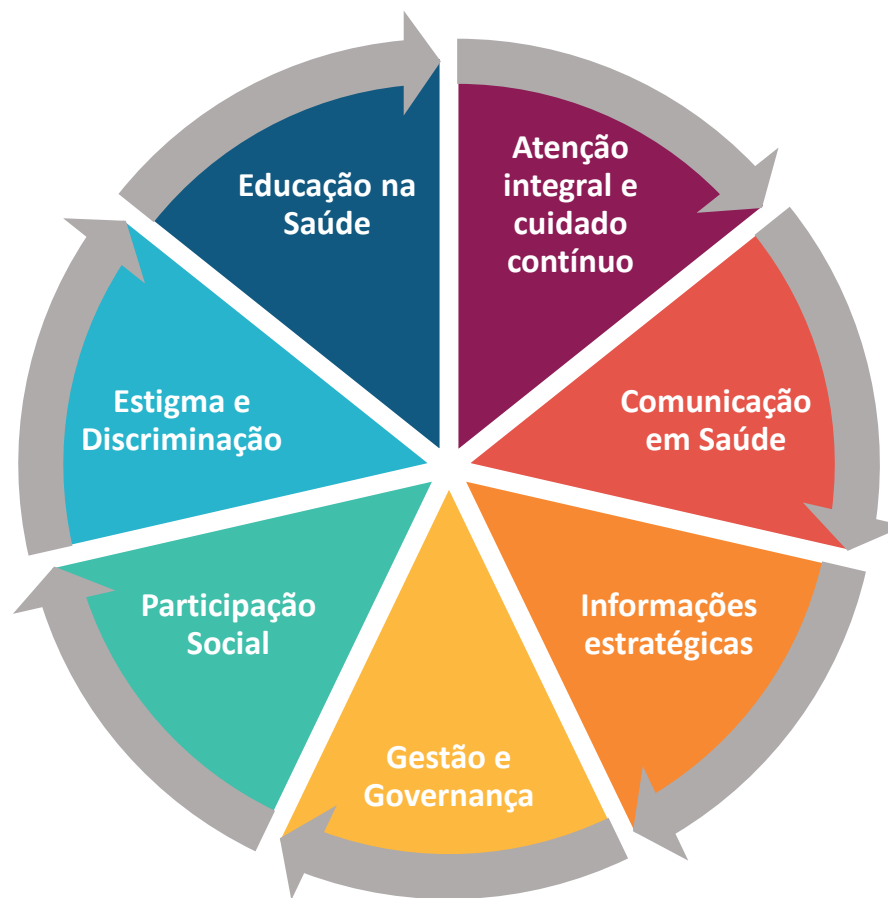 Atenção
integral e
cuidado
contínuo
Comunicação
em Saúde
Informações
estratégicas
Gestão e
Governança
Participação
Social
Estigma e
Discriminação
Educação na
Saúde